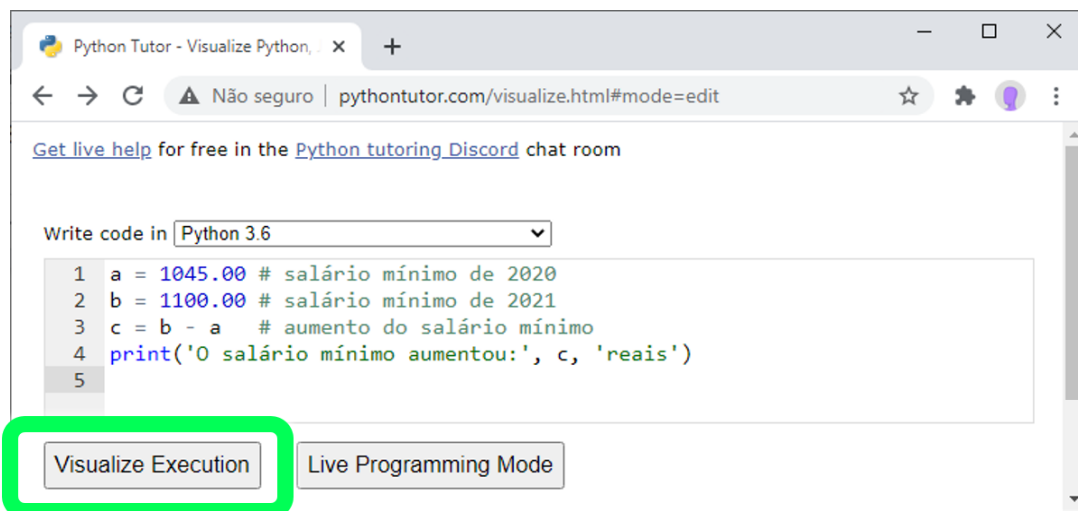 Python Tutor - Visualize Python,
Não seguro | pythontutor.com/visualize.html#mode=edit
Get live help for free in the Python tutoring Discord chat room
Write code in Python 3.6
1 a = 1045.00 # salário mínimo de 2020
2 b = 1100.00 # salário mínimo de 2021
3 c = b - a # aumento do salário mínimo
4 print('O salário mínimo aumentou:', c, 'reais')
5
Visualize Execution Live Programming Mode